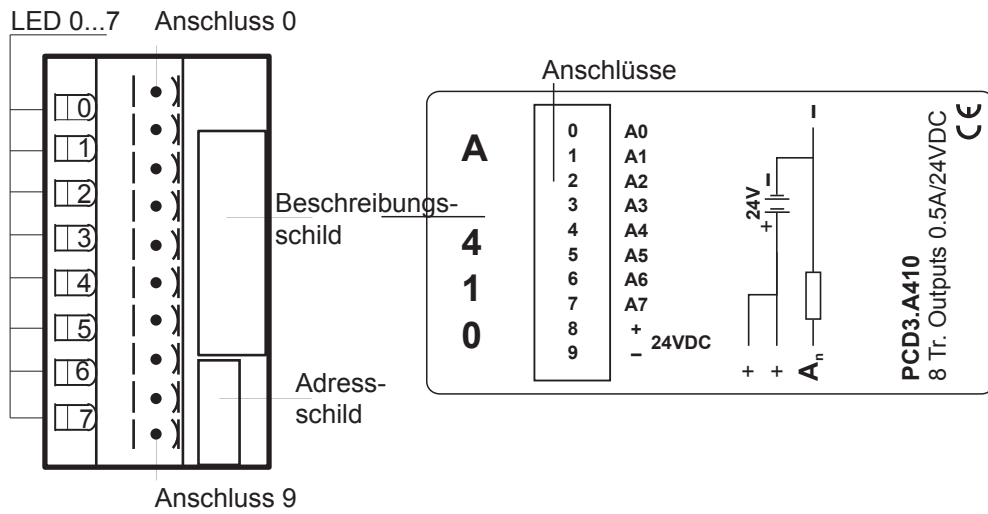 LED 0...7
Anschluss 0
0
1
2
3
4
5
6
7
Beschreibungs-
schild
Adress-
schild
Anschluss 9
Anschlüsse
A
4
1
0
0 A0
1 A1
2 A2
3 A3
4 A4
5 A5
6 A6
7 A7
8 +
9 –
24VDC
24V
–
+
–
+ + An
PCD3.A410
8 Tr. Outputs 0.5A/24VDC
CE